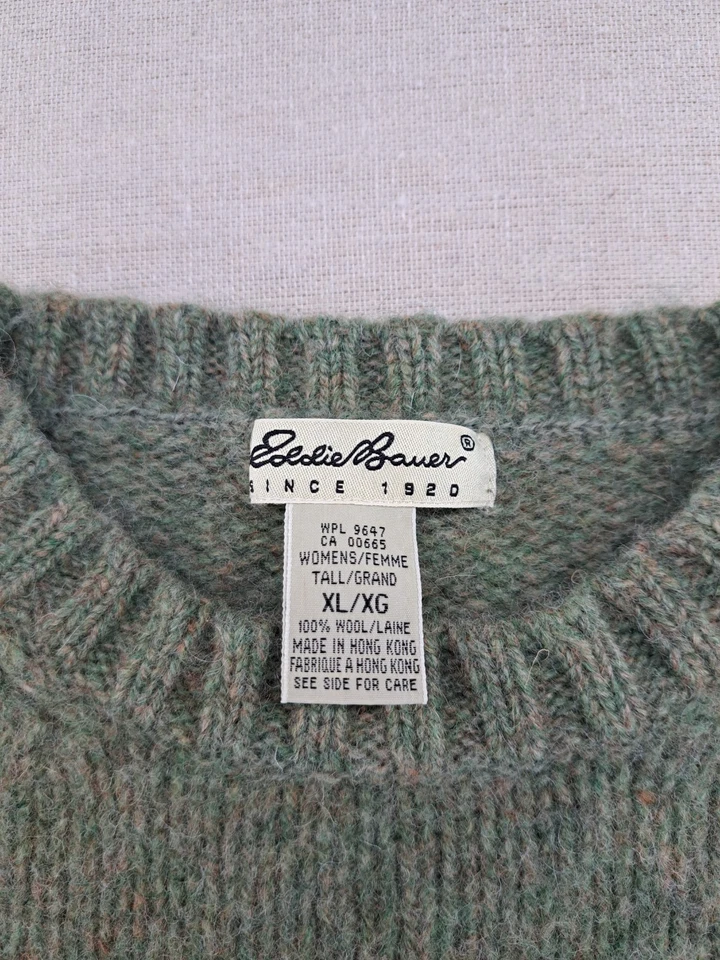 Eddie Bauer ®
SINCE 1920
WPL 9647
CA 00665
WOMENS/FEMME
TALL/GRAND
XL/XG
100% WOOL/LAINE
MADE IN HONG KONG
FABRIQUE A HONG KONG
SEE SIDE FOR CARE